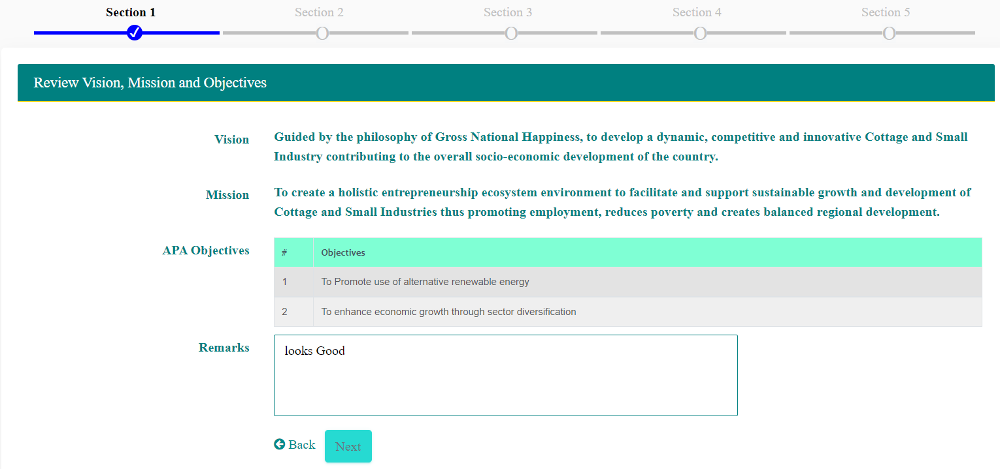 Section 1 Section 2 Section 3 Section 4 Section 5
Review Vision, Mission and Objectives
Vision Guided by the philosophy of Gross National Happiness, to develop a dynamic, competitive and innovative Cottage and Small
Industry contributing to the overall socio-economic development of the country.
Mission To create a holistic entrepreneurship ecosystem environment to facilitate and support sustainable growth and development of
Cottage and Small Industries thus promoting employment, reduces poverty and creates balanced regional development.
APA Objectives # Objectives
1 To Promote use of alternative renewable energy
2 To enhance economic growth through sector diversification
Remarks looks Good
Back Next